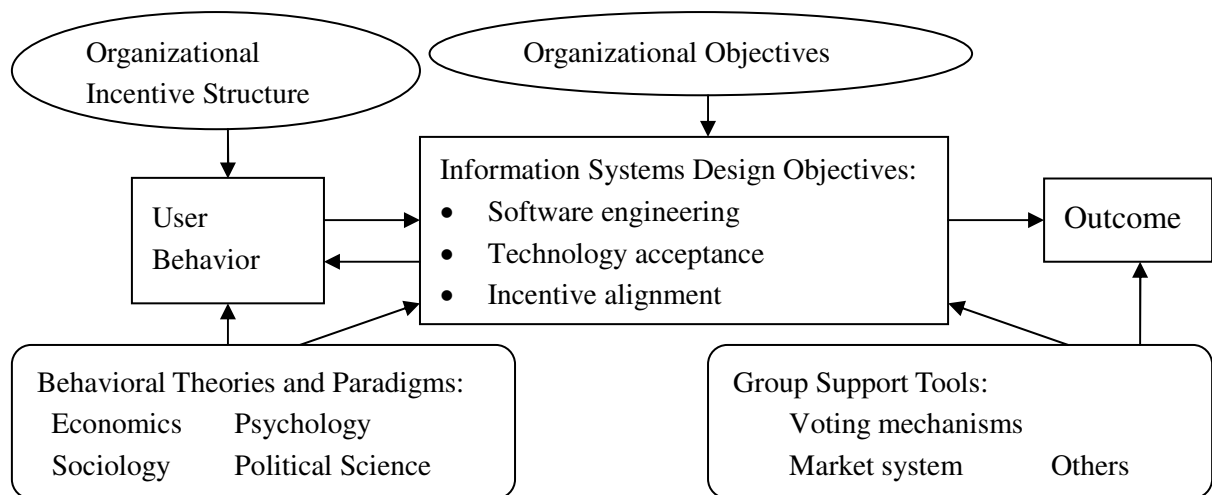 Organizational
Incentive Structure
Organizational Objectives
User
Behavior
Information Systems Design Objectives:
• Software engineering
• Technology acceptance
• Incentive alignment
Outcome
Behavioral Theories and Paradigms:
Economics Psychology
Sociology Political Science
Group Support Tools:
Voting mechanisms
Market system Others